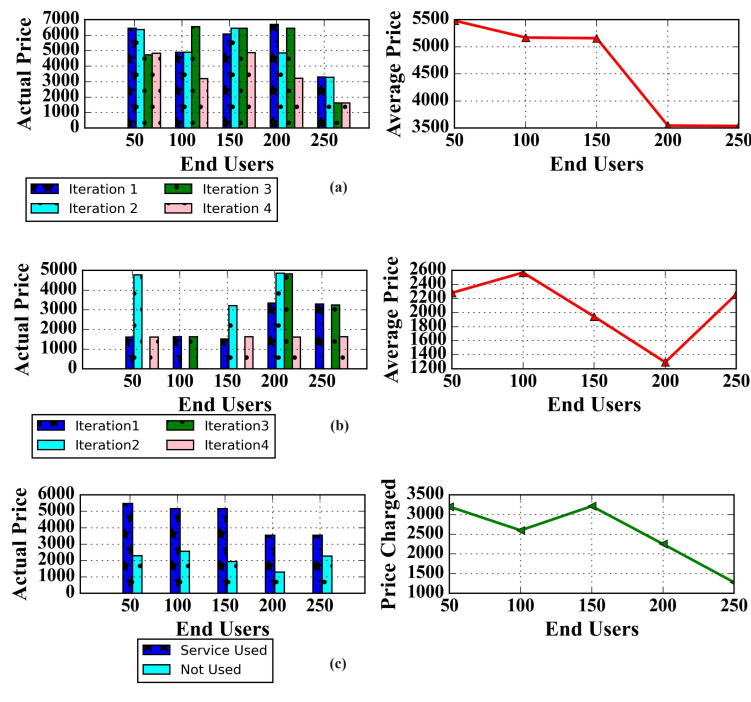 7000
6000
5000
4000
3000
2000
1000
0
Actual Price
50 100 150 200 250
End Users
Iteration 1 Iteration 3
Iteration 2 Iteration 4
5500
5000
4500
4000
3500
Average Price
50 100 150 200 250
End Users
(a)
5000
4000
3000
2000
1000
0
Actual Price
50 100 150 200 250
End Users
Iteration1 Iteration3
Iteration2 Iteration4
2600
2400
2200
2000
1800
1600
1400
1200
Average Price
50 100 150 200 250
End Users
(b)
6000
5000
4000
3000
2000
1000
0
Actual Price
50 100 150 200 250
End Users
Service Used
Not Used
3500
3000
2500
2000
1500
1000
Price Charged
50 100 150 200 250
End Users
(c)